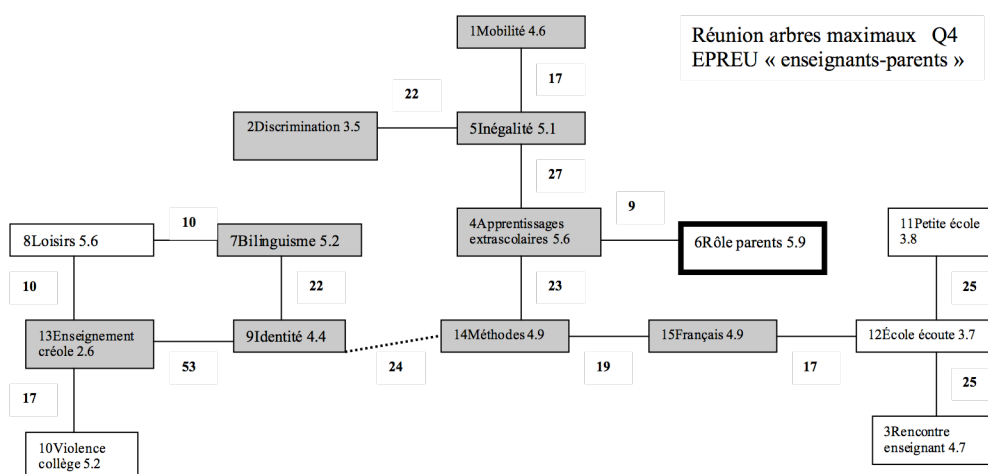 1Mobilité 4.6
Réunion arbres maximaux Q4
EPREU « enseignants-parents »
17
22
2Discrimination 3.5
5Inégalité 5.1
27
9
10
8Loisirs 5.6
7Bilinguisme 5.2
4Apprentissages
extrascolaires 5.6
6Rôle parents 5.9
11Petite école
3.8
10
22
23
25
13Enseignement
créole 2.6
9Identité 4.4
14Méthodes 4.9
15Français 4.9
12École écoute 3.7
53
24
19
17
17
25
10Violence
collège 5.2
3Rencontre
enseignant 4.7